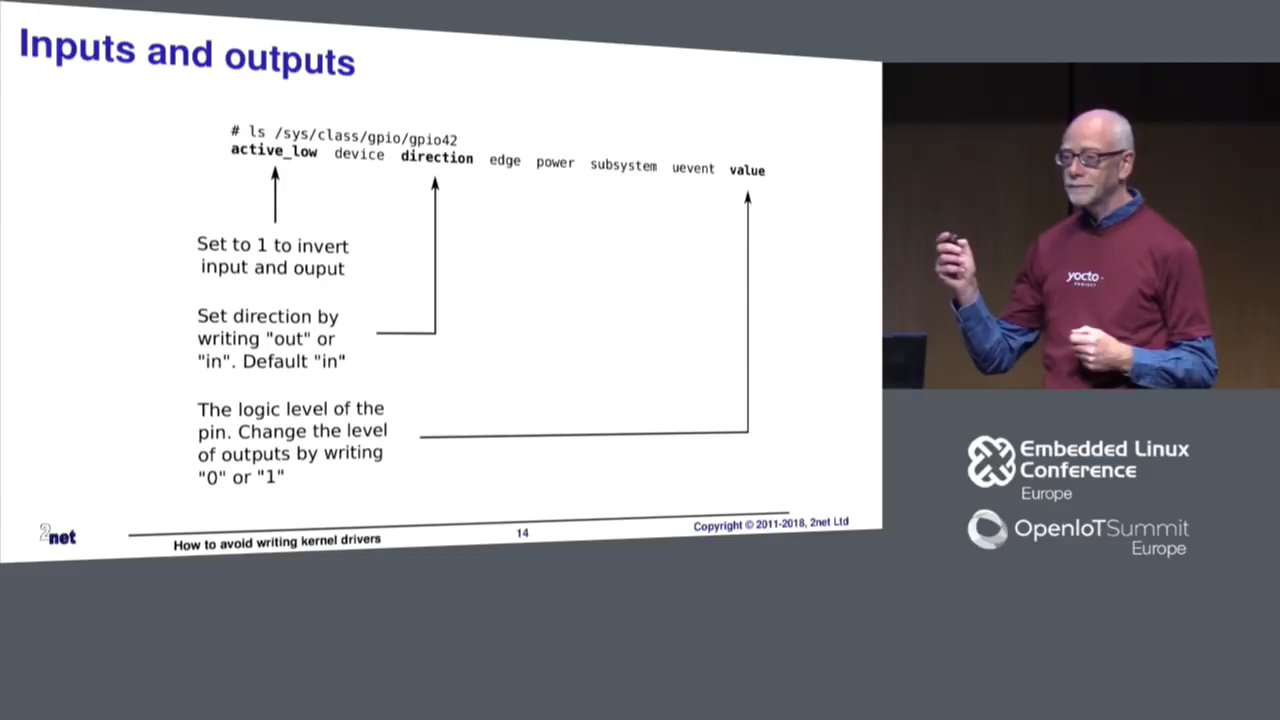 Inputs and outputs
# ls /sys/class/gpio/gpio42
active_low device direction edge power subsystem uevent value
Set to 1 to invert
input and ouput
Set direction by
writing "out" or
"in". Default "in"
The logic level of the
pin. Change the level
of outputs by writing
"0" or "1"
2net
How to avoid writing kernel drivers
14
Copyright © 2011-2018, 2net Ltd
yocto
PROJECT
Embedded Linux
Conference
Europe
OpenIoTSummit
Europe